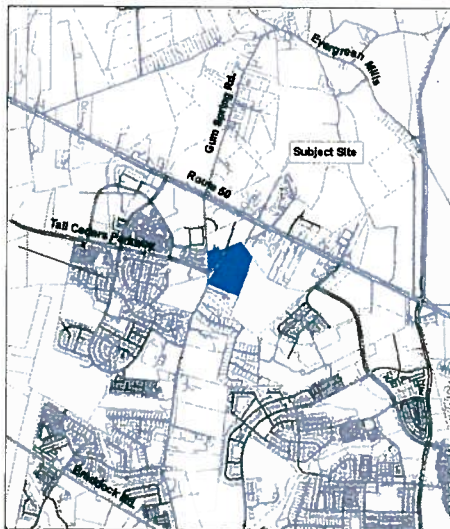 Evergreen Mills
Gum Spring Rd.
Subject Site
Route 50
Tall Cedars Parkway
Braddock Rd.